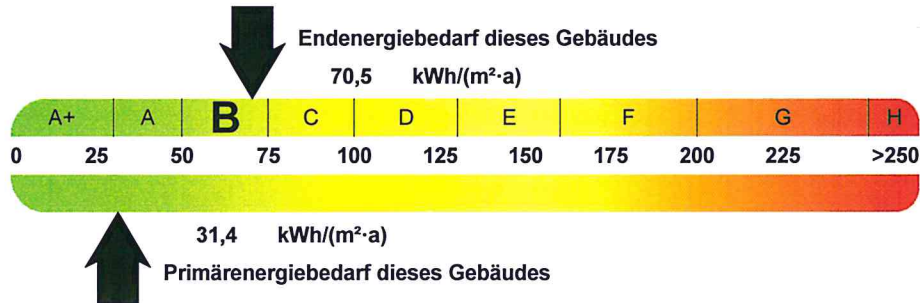 Endenergiebedarf dieses Gebäudes
70,5 kWh/(m²·a)
A+ A B C D E F G H
0 25 50 75 100 125 150 175 200 225 >250
31,4 kWh/(m²·a)
Primärenergiebedarf dieses Gebäudes